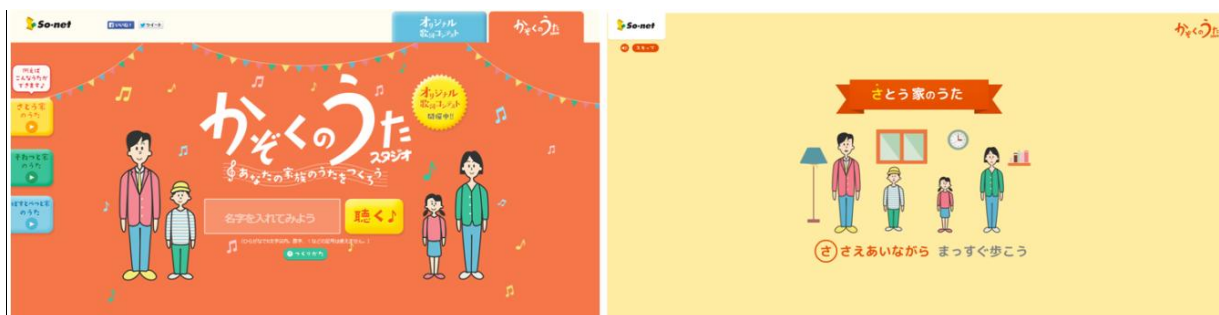 So-net
いいね!
ツイート
オリジナル
歌詞コンテスト
かぞくのうた
例えば
こんなうたが
できます♪
さとう家
のうた
そねっと家
のうた
ぽすとぺっと家
のうた
オリジナル
歌詞コンテスト
開催中!!
かぞくのうた
スタジオ
あなたの家族のうたをつくろう
名字を入れてみよう
聴く♪
つくりかた
So-net
スキップ
かぞくのうた
さとう家のうた
さ ささえあいながら まっすぐ歩こう